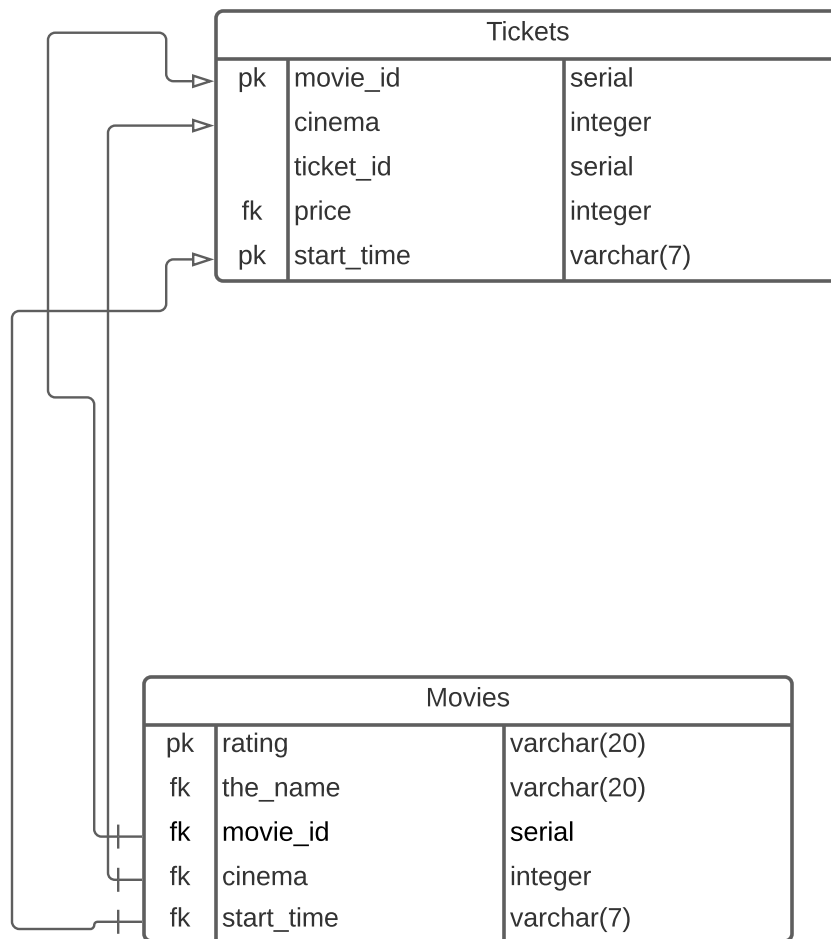 Tickets
pk movie_id serial
cinema integer
ticket_id serial
fk price integer
pk start_time varchar(7)
Movies
pk rating varchar(20)
fk the_name varchar(20)
fk movie_id serial
fk cinema integer
fk start_time varchar(7)